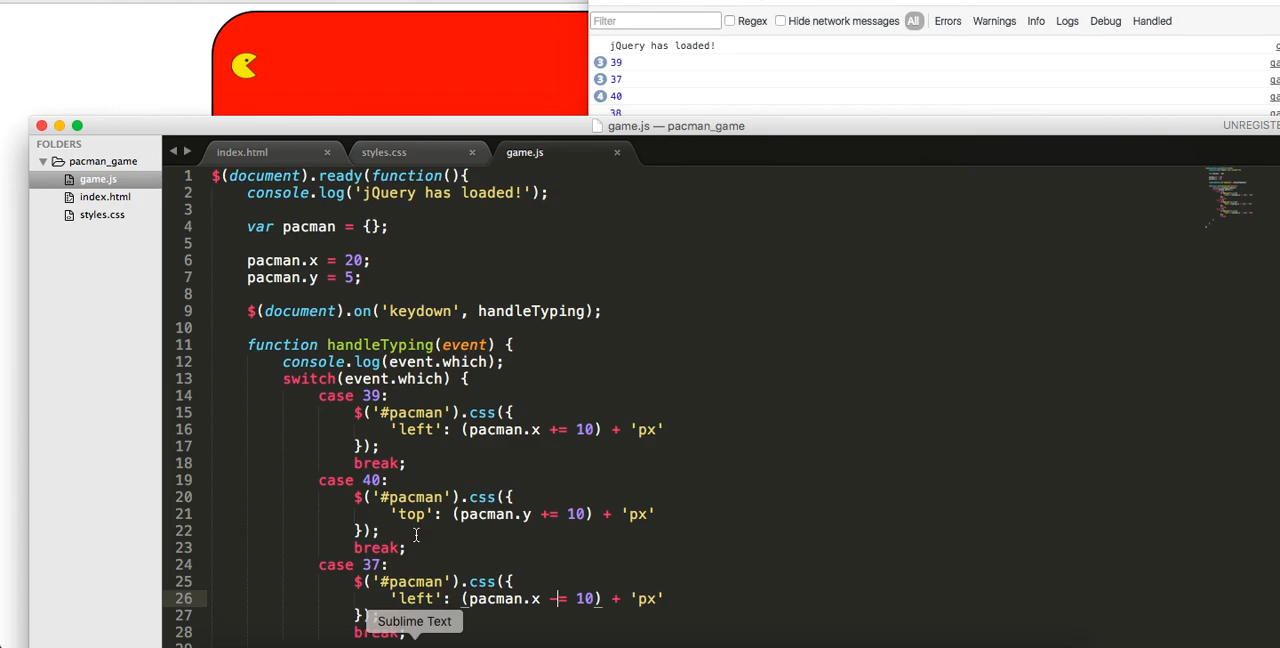 Filter Regex Hide network messages All Errors Warnings Info Logs Debug Handled
jQuery has loaded!
3 39
3 37
4 40
38
game.js — pacman_game
FOLDERS
pacman_game
game.js
index.html
styles.css
index.html × styles.css × game.js ×
1 $(document).ready(function(){
2 console.log('jQuery has loaded!');
3
4 var pacman = {};
5
6 pacman.x = 20;
7 pacman.y = 5;
8
9 $(document).on('keydown', handleTyping);
10
11 function handleTyping(event) {
12 console.log(event.which);
13 switch(event.which) {
14 case 39:
15 $('#pacman').css({
16 'left': (pacman.x += 10) + 'px'
17 });
18 break;
19 case 40:
20 $('#pacman').css({
21 'top': (pacman.y += 10) + 'px'
22 });
23 break;
24 case 37:
25 $('#pacman').css({
26 'left': (pacman.x -= 10) + 'px'
27 });
Sublime Text
28 break;